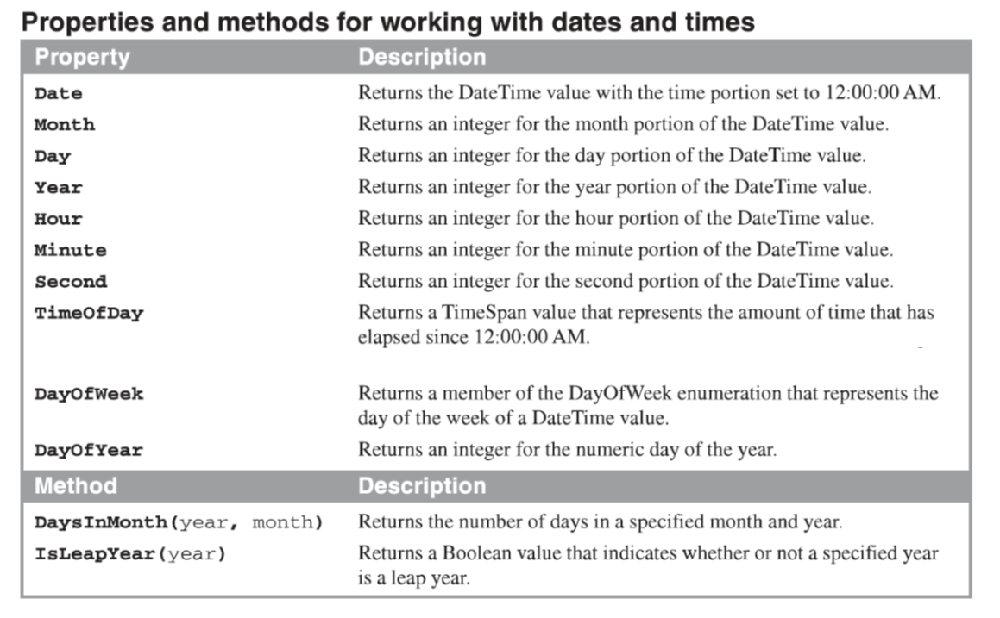 Properties and methods for working with dates and times
Property Description
Date Returns the DateTime value with the time portion set to 12:00:00 AM.
Month Returns an integer for the month portion of the DateTime value.
Day Returns an integer for the day portion of the DateTime value.
Year Returns an integer for the year portion of the DateTime value.
Hour Returns an integer for the hour portion of the DateTime value.
Minute Returns an integer for the minute portion of the DateTime value.
Second Returns an integer for the second portion of the DateTime value.
TimeOfDay Returns a TimeSpan value that represents the amount of time that has
elapsed since 12:00:00 AM.
DayOfWeek Returns a member of the DayOfWeek enumeration that represents the
day of the week of a DateTime value.
DayOfYear Returns an integer for the numeric day of the year.
Method Description
DaysInMonth(year, month) Returns the number of days in a specified month and year.
IsLeapYear(year) Returns a Boolean value that indicates whether or not a specified year
is a leap year.